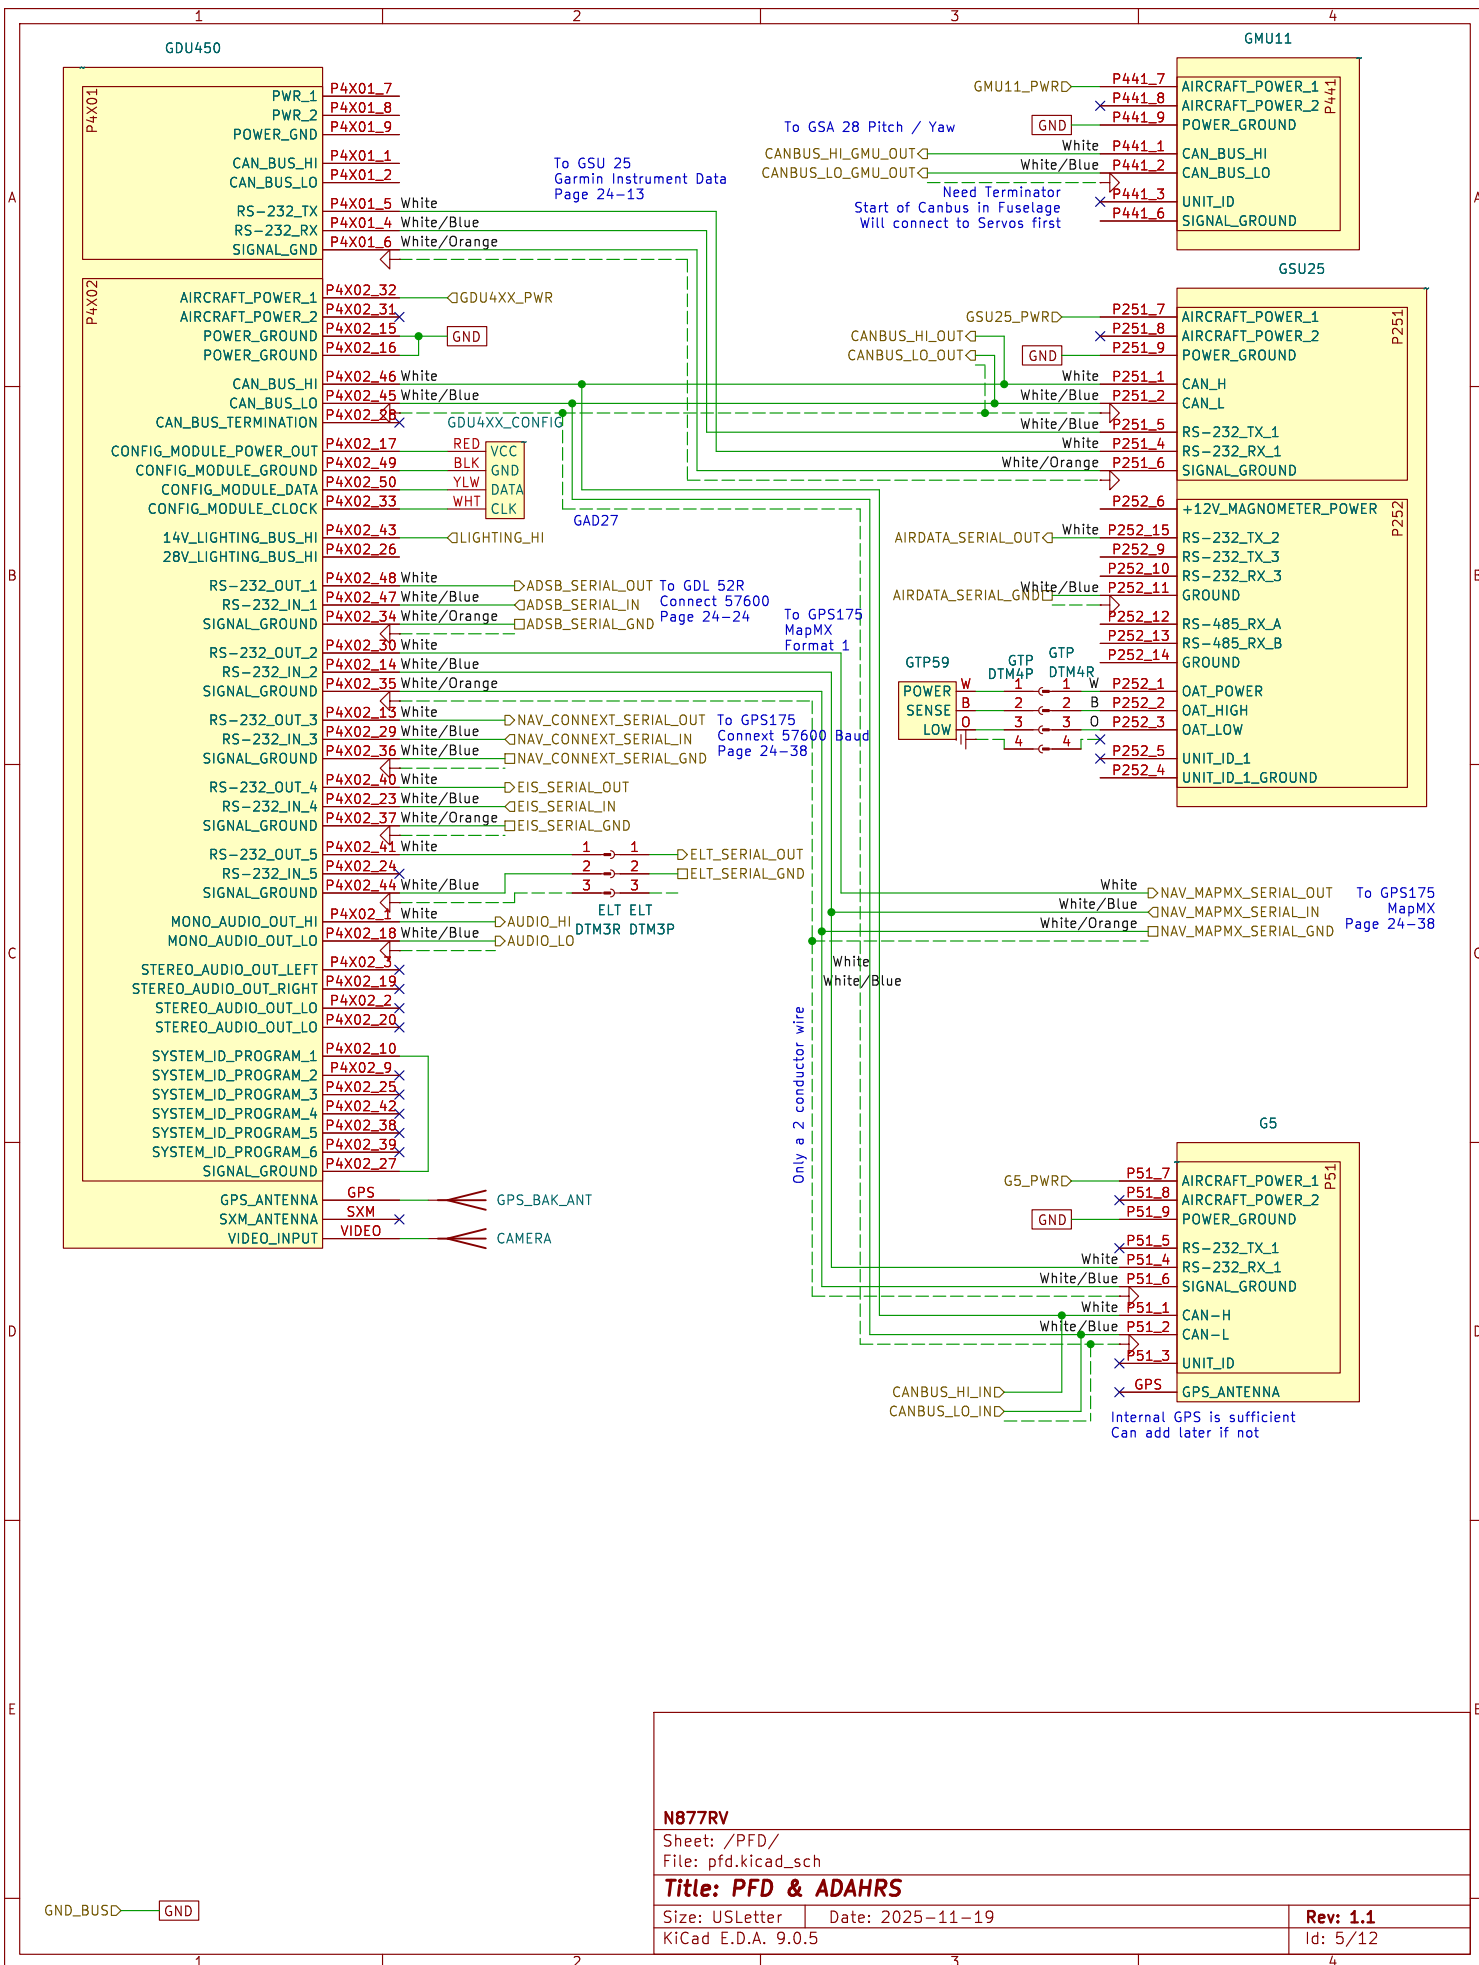 1 2 3 4
GDU450
P4X01
PWR_1 P4X01_7
PWR_2 P4X01_8
POWER_GND P4X01_9
CAN_BUS_HI P4X01_1
CAN_BUS_LO P4X01_2
RS-232_TX P4X01_5 White
RS-232_RX P4X01_4 White/Blue
SIGNAL_GND P4X01_6 White/Orange
To GSU 25
Garmin Instrument Data
Page 24-13
P4X02
AIRCRAFT_POWER_1 P4X02_32 GDU4XX_PWR
AIRCRAFT_POWER_2 P4X02_31
POWER_GROUND P4X02_15 GND
POWER_GROUND P4X02_16
CAN_BUS_HI P4X02_46 White
CAN_BUS_LO P4X02_45 White/Blue
CAN_BUS_TERMINATION P4X02_28
GDU4XX_CONFIG
CONFIG_MODULE_POWER_OUT P4X02_17 RED VCC
CONFIG_MODULE_GROUND P4X02_49 BLK GND
CONFIG_MODULE_DATA P4X02_50 YLW DATA
CONFIG_MODULE_CLOCK P4X02_33 WHT CLK
GAD27
14V_LIGHTING_BUS_HI P4X02_43 LIGHTING_HI
28V_LIGHTING_BUS_HI P4X02_26
RS-232_OUT_1 P4X02_48 White ADSB_SERIAL_OUT
RS-232_IN_1 P4X02_47 White/Blue ADSB_SERIAL_IN
SIGNAL_GROUND P4X02_34 White/Orange ADSB_SERIAL_GND
To GDL 52R
Connect 57600
Page 24-24
RS-232_OUT_2 P4X02_30 White
RS-232_IN_2 P4X02_14 White/Blue
SIGNAL_GROUND P4X02_35 White/Orange
To GPS175
MapMX
Format 1
RS-232_OUT_3 P4X02_13 White NAV_CONNEXT_SERIAL_OUT
RS-232_IN_3 P4X02_29 White/Blue NAV_CONNEXT_SERIAL_IN
SIGNAL_GROUND P4X02_36 White/Blue NAV_CONNEXT_SERIAL_GND
To GPS175
Connext 57600 Baud
Page 24-38
RS-232_OUT_4 P4X02_40 White EIS_SERIAL_OUT
RS-232_IN_4 P4X02_23 White/Blue EIS_SERIAL_IN
SIGNAL_GROUND P4X02_37 White/Orange EIS_SERIAL_GND
RS-232_OUT_5 P4X02_41 White 1 1 ELT_SERIAL_OUT
RS-232_IN_5 P4X02_24 2 2 ELT_SERIAL_GND
SIGNAL_GROUND P4X02_44 White/Blue 3 3
ELT ELT
DTM3R DTM3P
MONO_AUDIO_OUT_HI P4X02_1 White AUDIO_HI
MONO_AUDIO_OUT_LO P4X02_18 White/Blue AUDIO_LO
STEREO_AUDIO_OUT_LEFT P4X02_3
STEREO_AUDIO_OUT_RIGHT P4X02_19
STEREO_AUDIO_OUT_LO P4X02_2
STEREO_AUDIO_OUT_LO P4X02_20
SYSTEM_ID_PROGRAM_1 P4X02_10
SYSTEM_ID_PROGRAM_2 P4X02_9
SYSTEM_ID_PROGRAM_3 P4X02_25
SYSTEM_ID_PROGRAM_4 P4X02_42
SYSTEM_ID_PROGRAM_5 P4X02_38
SYSTEM_ID_PROGRAM_6 P4X02_39
SIGNAL_GROUND P4X02_27
GPS_ANTENNA GPS GPS_BAK_ANT
SXM_ANTENNA SXM
VIDEO_INPUT VIDEO CAMERA
GMU11
P441
GMU11_PWR P441_7 AIRCRAFT_POWER_1
P441_8 AIRCRAFT_POWER_2
GND P441_9 POWER_GROUND
To GSA 28 Pitch / Yaw
CANBUS_HI_GMU_OUT White P441_1 CAN_BUS_HI
CANBUS_LO_GMU_OUT White/Blue P441_2 CAN_BUS_LO
P441_3 UNIT_ID
P441_6 SIGNAL_GROUND
Need Terminator
Start of Canbus in Fuselage
Will connect to Servos first
GSU25
P251
GSU25_PWR P251_7 AIRCRAFT_POWER_1
CANBUS_HI_OUT P251_8 AIRCRAFT_POWER_2
CANBUS_LO_OUT GND P251_9 POWER_GROUND
White P251_1 CAN_H
White/Blue P251_2 CAN_L
White/Blue P251_5 RS-232_TX_1
White P251_4 RS-232_RX_1
White/Orange P251_6 SIGNAL_GROUND
P252
P252_6 +12V_MAGNOMETER_POWER
AIRDATA_SERIAL_OUT White P252_15 RS-232_TX_2
P252_9 RS-232_TX_3
P252_10 RS-232_RX_3
AIRDATA_SERIAL_GND White/Blue P252_11 GROUND
P252_12 RS-485_RX_A
P252_13 RS-485_RX_B
P252_14 GROUND
GTP59 GTP GTP
DTM4P DTM4R
POWER W 1 1 W P252_1 OAT_POWER
SENSE B 2 2 B P252_2 OAT_HIGH
LOW O 3 3 O P252_3 OAT_LOW
4 4
P252_5 UNIT_ID_1
P252_4 UNIT_ID_1_GROUND
White NAV_MAPMX_SERIAL_OUT
White/Blue NAV_MAPMX_SERIAL_IN
White/Orange NAV_MAPMX_SERIAL_GND
To GPS175
MapMX
Page 24-38
White
White/Blue
Only a 2 conductor wire
G5
P51
G5_PWR P51_7 AIRCRAFT_POWER_1
P51_8 AIRCRAFT_POWER_2
GND P51_9 POWER_GROUND
P51_5 RS-232_TX_1
White P51_4 RS-232_RX_1
White/Blue P51_6 SIGNAL_GROUND
White P51_1 CAN-H
White/Blue P51_2 CAN-L
P51_3 UNIT_ID
CANBUS_HI_IN GPS GPS_ANTENNA
CANBUS_LO_IN
Internal GPS is sufficient
Can add later if not
A A
B B
C C
D D
E E
GND_BUS GND
N877RV
Sheet: /PFD/
File: pfd.kicad_sch
Title: PFD & ADAHRS
Size: USLetter Date: 2025-11-19 Rev: 1.1
KiCad E.D.A. 9.0.5 Id: 5/12
1 2 3 4